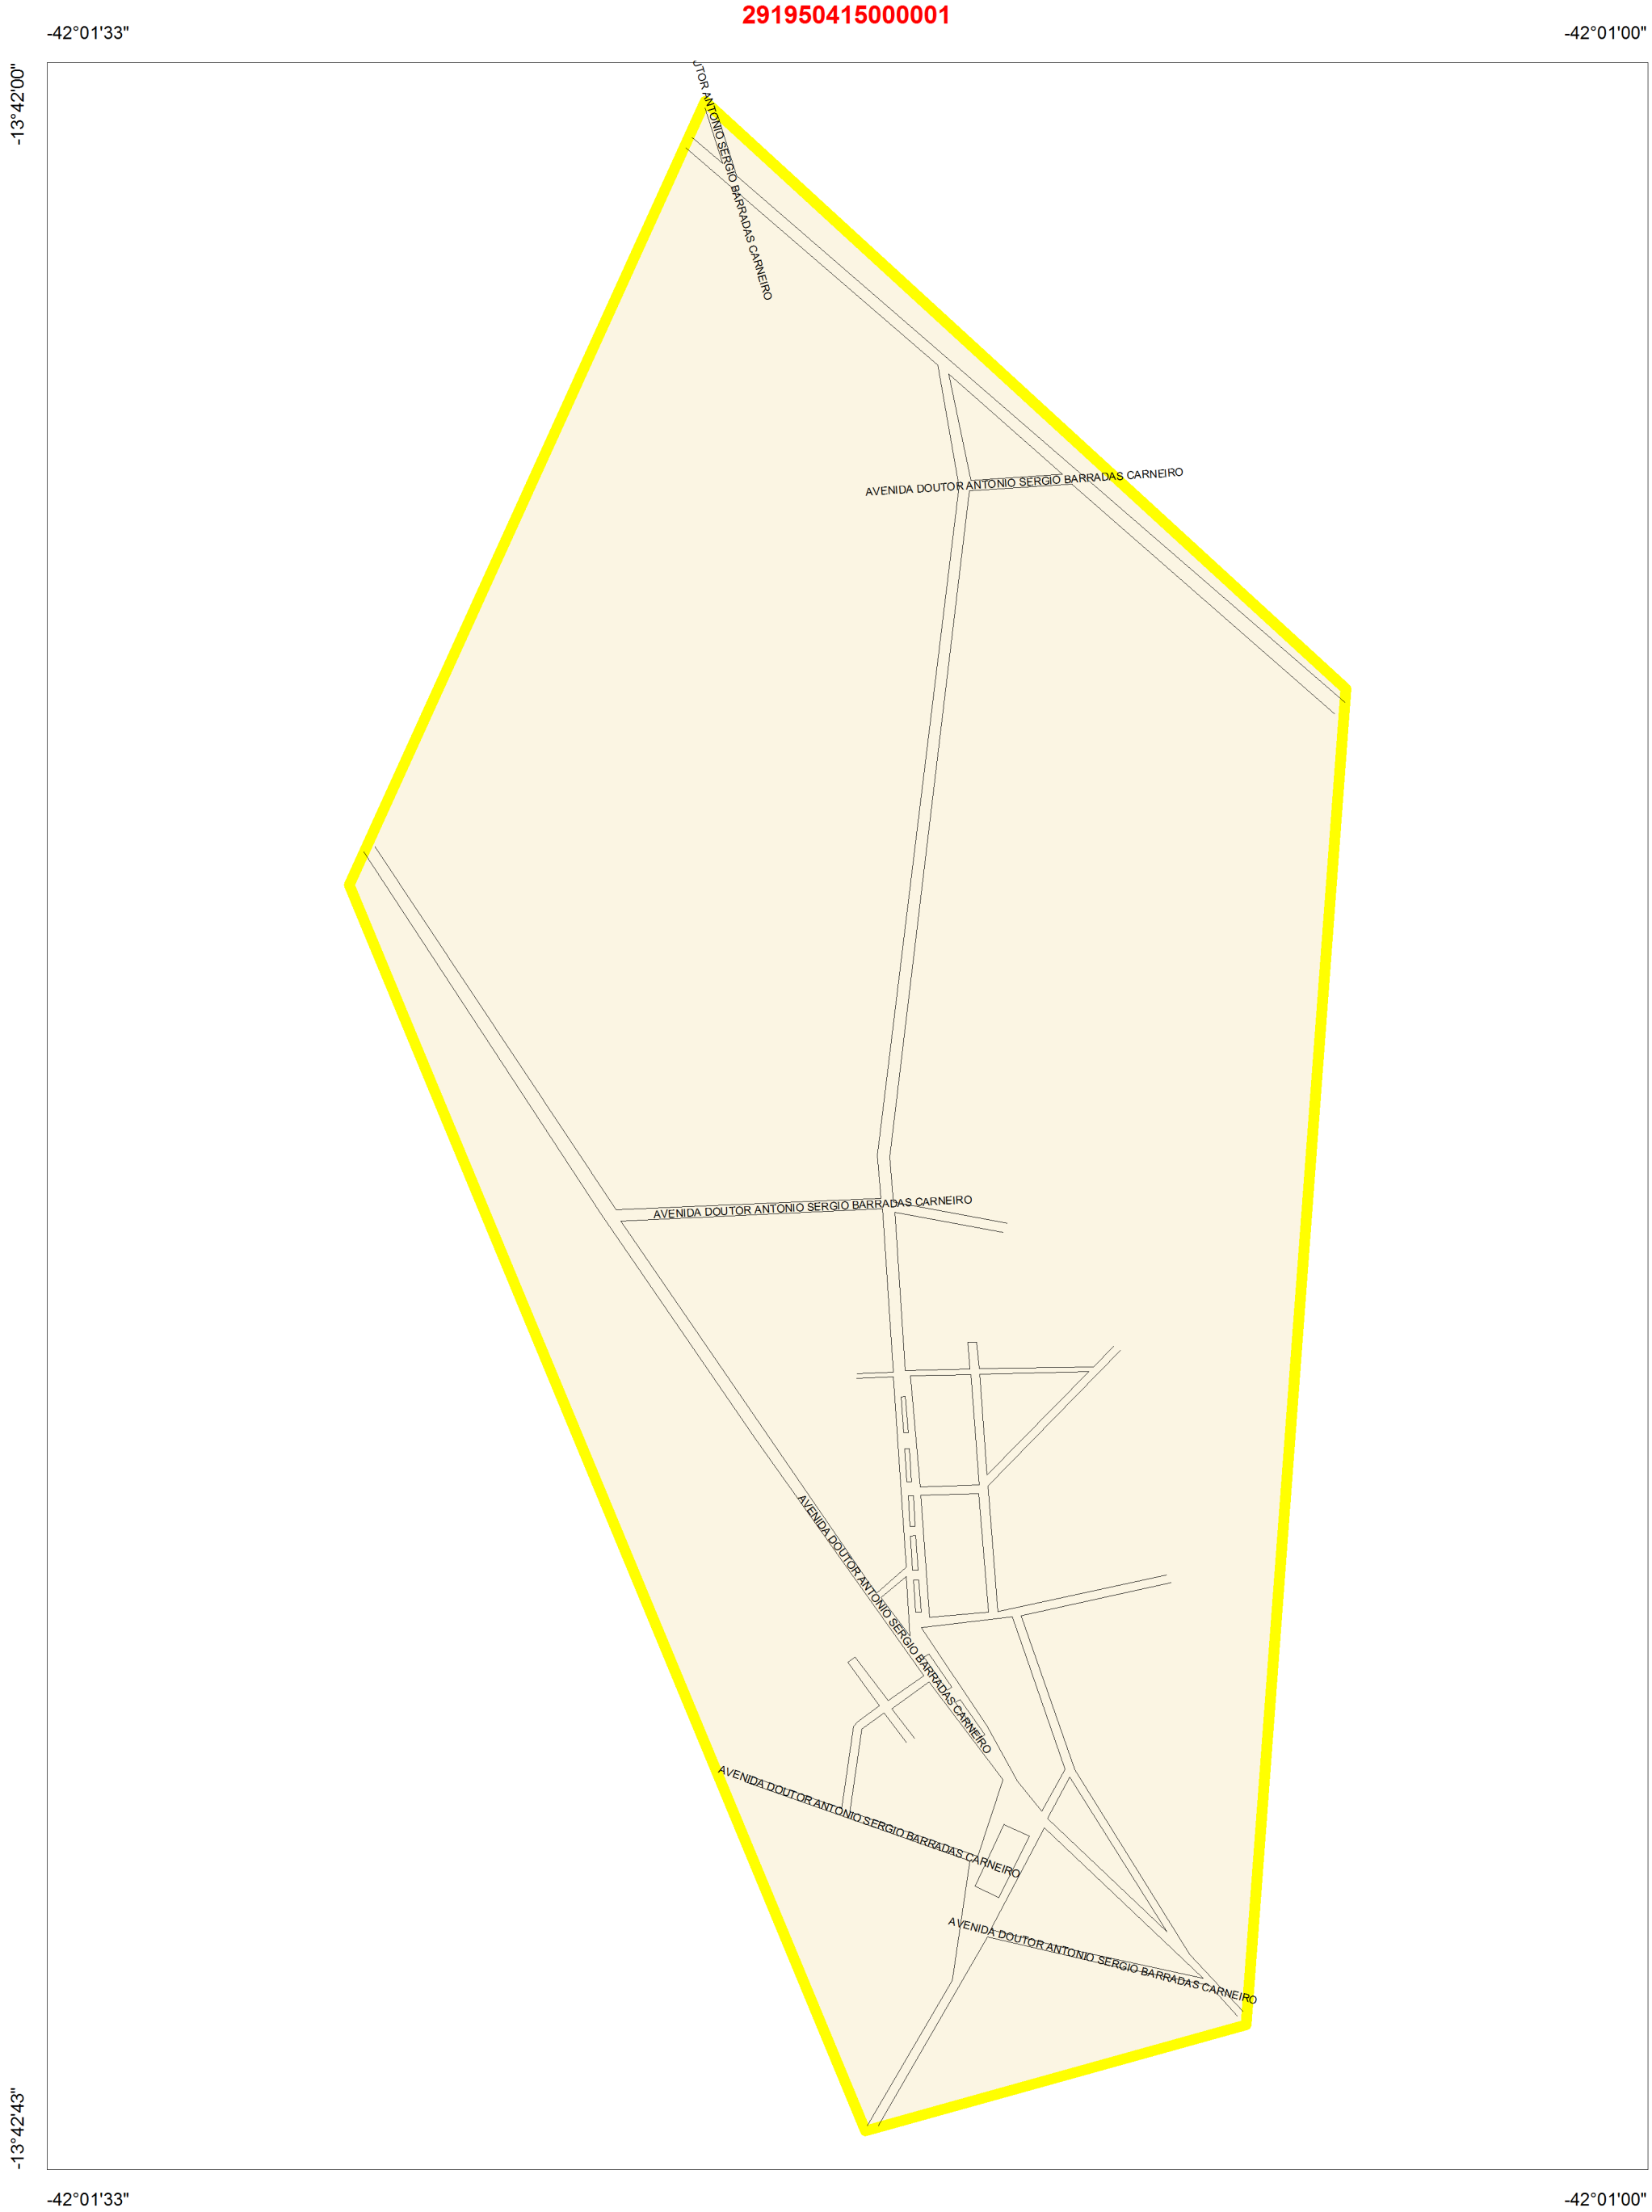 291950415000001
-42°01'33" -42°01'00"
-13°42'00"
UTOR ANTONIO SERGIO BARRADAS CARNEIRO
AVENIDA DOUTOR ANTONIO SERGIO BARRADAS CARNEIRO
AVENIDA DOUTOR ANTONIO SERGIO BARRADAS CARNEIRO
AVENIDA DOUTOR ANTONIO SERGIO BARRADAS CARNEIRO
AVENIDA DOUTOR ANTONIO SERGIO BARRADAS CARNEIRO
AVENIDA DOUTOR ANTONIO SERGIO BARRADAS CARNEIRO
-13°42'43"
-42°01'33" -42°01'00"